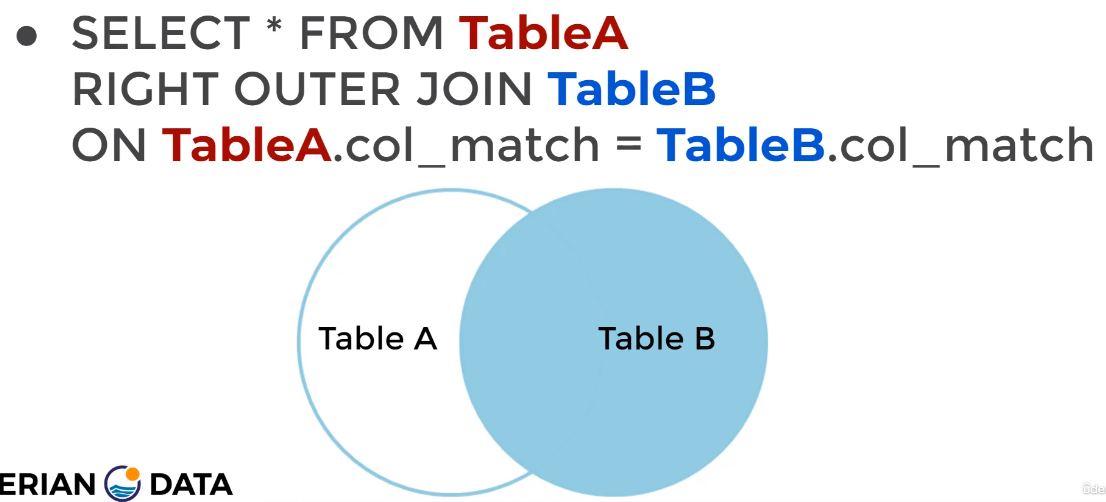 ● SELECT * FROM TableA
RIGHT OUTER JOIN TableB
ON TableA.col_match = TableB.col_match
Table A
Table B
ERIAN DATA